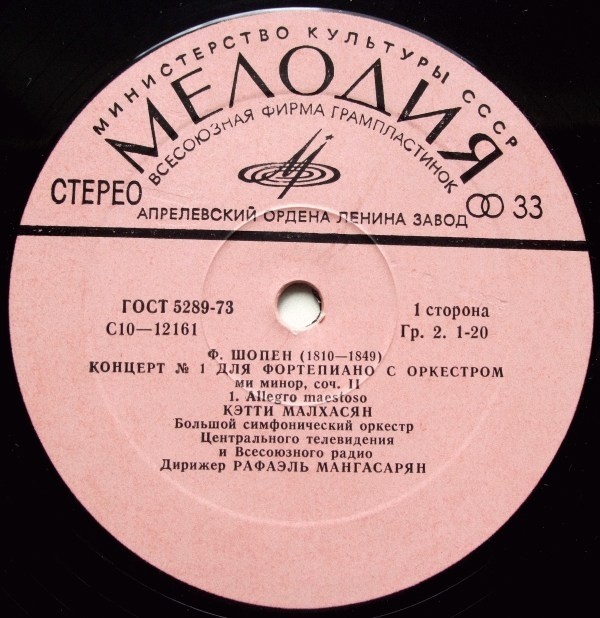 МИНИСТЕРСТВО КУЛЬТУРЫ СССР
МЕЛОДИЯ
ВСЕСОЮЗНАЯ ФИРМА ГРАМПЛАСТИНОК
СТЕРЕО
33
АПРЕЛЕВСКИЙ ОРДЕНА ЛЕНИНА ЗАВОД
ГОСТ 5289-73
1 сторона
С10—12161
Гр. 2. 1-20
Ф. ШОПЕН (1810—1849)
КОНЦЕРТ № 1 ДЛЯ ФОРТЕПИАНО С ОРКЕСТРОМ
ми минор, соч. II
1. Allegro maestoso
КЭТТИ МАЛХАСЯН
Большой симфонический оркестр
Центрального телевидения
и Всесоюзного радио
Дирижер РАФАЭЛЬ МАНГАСАРЯН